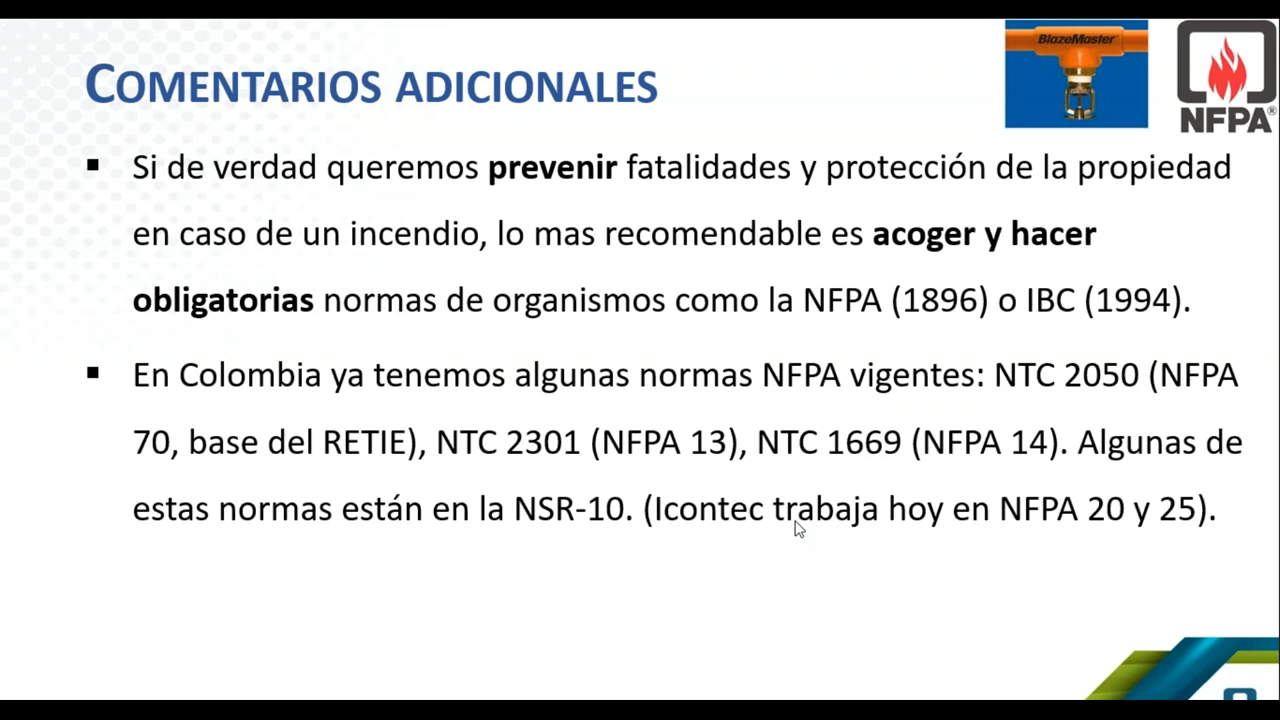 COMENTARIOS ADICIONALES
BlazeMaster
NFPA®
▪ Si de verdad queremos prevenir fatalidades y protección de la propiedad
en caso de un incendio, lo mas recomendable es acoger y hacer
obligatorias normas de organismos como la NFPA (1896) o IBC (1994).
▪ En Colombia ya tenemos algunas normas NFPA vigentes: NTC 2050 (NFPA
70, base del RETIE), NTC 2301 (NFPA 13), NTC 1669 (NFPA 14). Algunas de
estas normas están en la NSR-10. (Icontec trabaja hoy en NFPA 20 y 25).